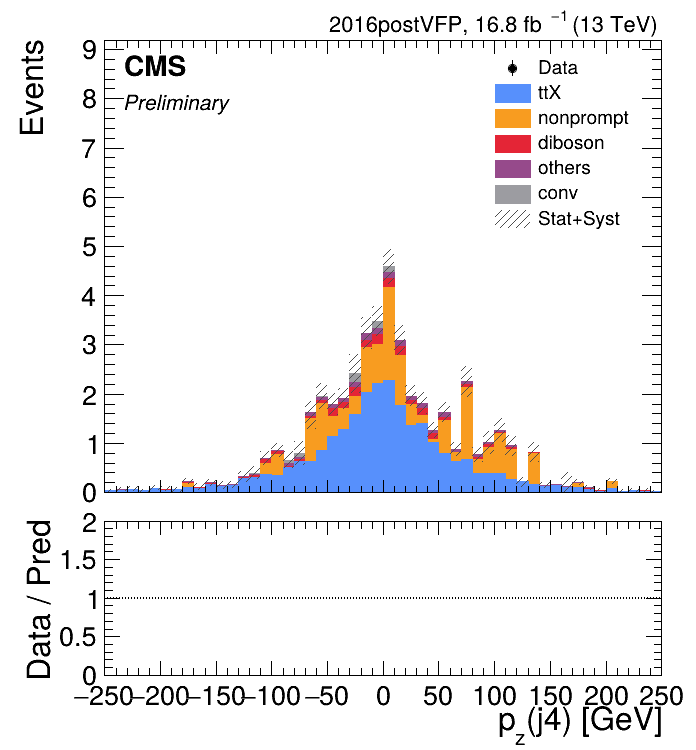 2016postVFP, 16.8 fb −1 (13 TeV)
CMS
Preliminary
Data
ttX
nonprompt
diboson
others
conv
Stat+Syst
Events
9
8
7
6
5
4
3
2
1
0
Data / Pred
2
1.5
1
0.5
0
−250 −200 −150 −100 −50 0 50 100 150 200 250
pz(j4) [GeV]